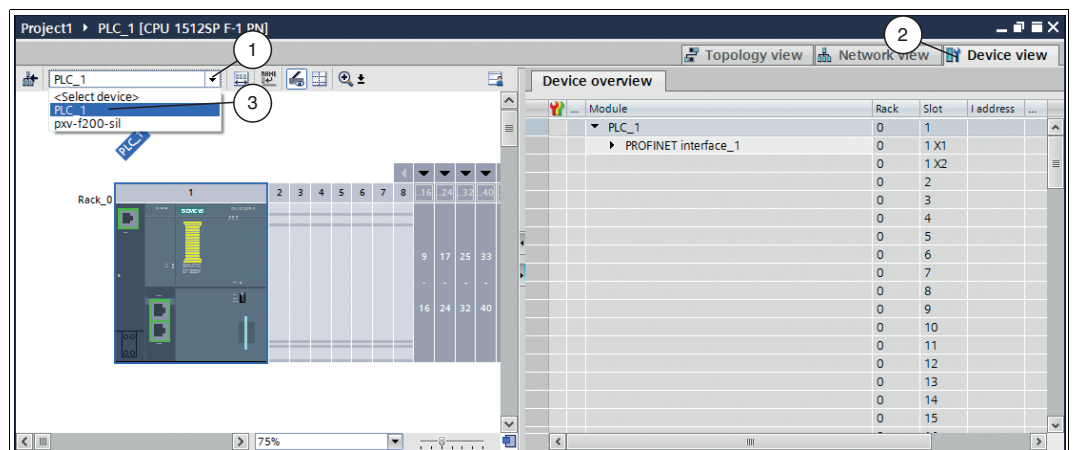 Project1 ▸ PLC_1 [CPU 1512SP F-1 PN]
1
2
3
Topology view
Network view
Device view
PLC_1
<Select device>
PLC_1
pxv-f200-sil
PLC_1
NAME
Rack_0
1 2 3 4 5 6 7 8 ..16 ..24 ..32 ..40
SIEMENS
9 17 25 33
- - - -
16 24 32 40
75%
Device overview
... Module Rack Slot I address ...
PLC_1 0 1
PROFINET interface_1 0 1 X1
0 1 X2
0 2
0 3
0 4
0 5
0 6
0 7
0 8
0 9
0 10
0 11
0 12
0 13
0 14
0 15